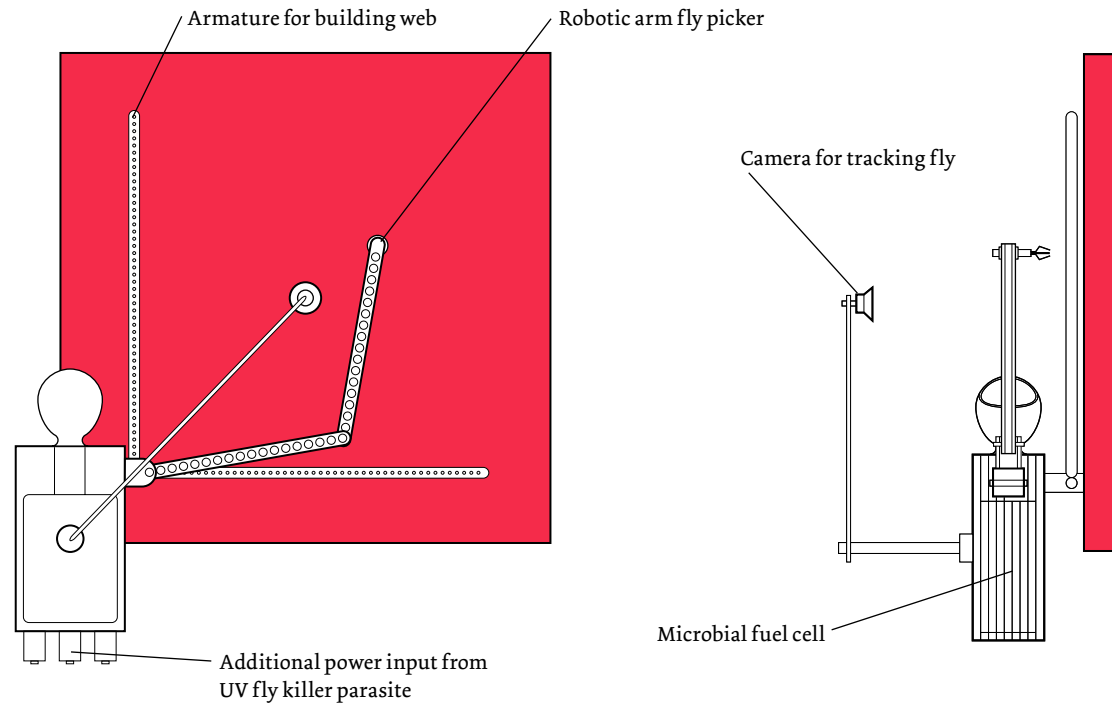 Armature for building web
Robotic arm fly picker
Camera for tracking fly
Microbial fuel cell
Additional power input from
UV fly killer parasite